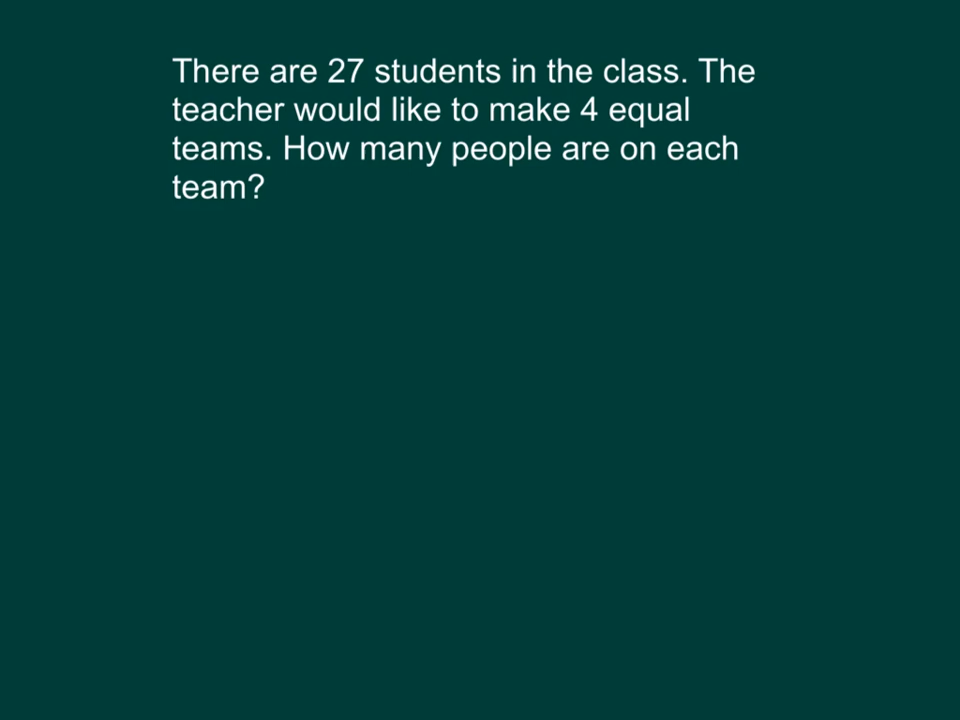 There are 27 students in the class. The
teacher would like to make 4 equal
teams. How many people are on each
team?